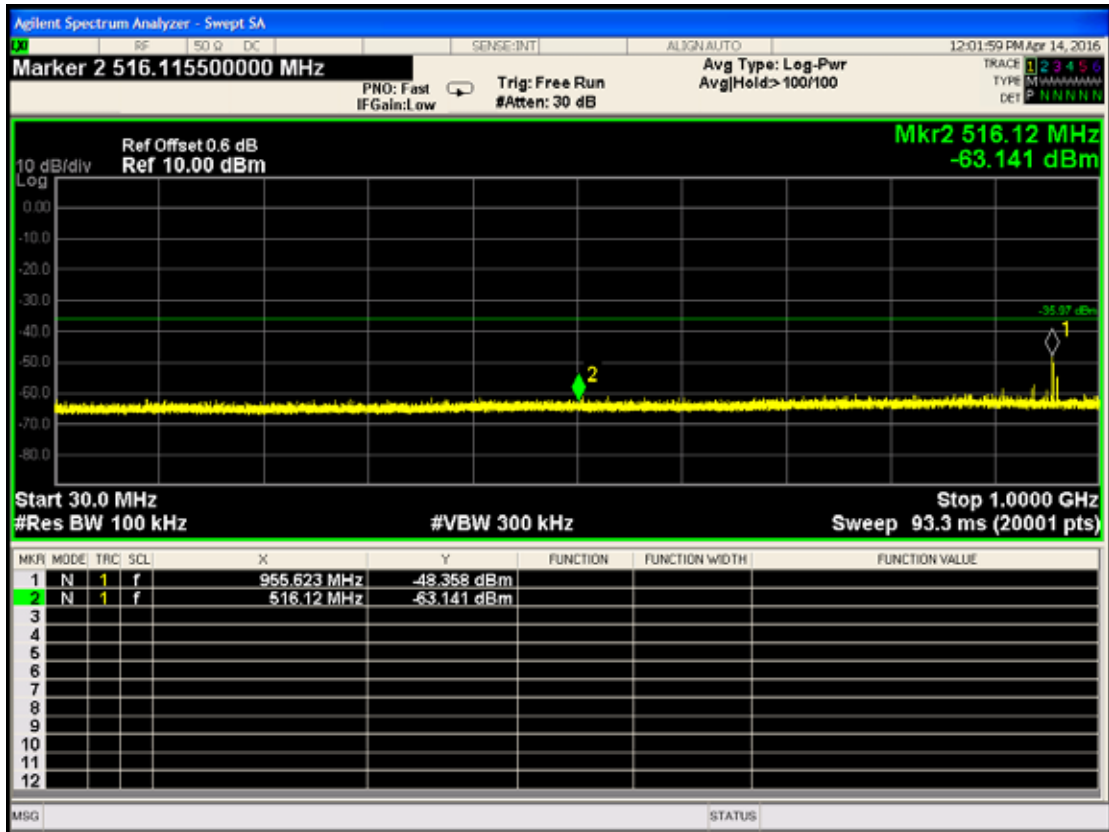 Agilent Spectrum Analyzer - Swept SA
LXI RF 50 Ω DC SENSE:INT ALIGN AUTO 12:01:59 PM Apr 14, 2016
Marker 2 516.115500000 MHz
PNO: Fast
IFGain:Low
Trig: Free Run
#Atten: 30 dB
Avg Type: Log-Pwr
Avg|Hold:>100/100
TRACE 1 2 3 4 5 6
TYPE MWWWWW
DET P N N N N N
Mkr2 516.12 MHz
-63.141 dBm
Ref Offset 0.6 dB
10 dB/div Ref 10.00 dBm
Log
0.00
-10.0
-20.0
-30.0
-35.97 dBm
-40.0
1
-50.0
2
-60.0
-70.0
-80.0
Start 30.0 MHz Stop 1.0000 GHz
#Res BW 100 kHz #VBW 300 kHz Sweep 93.3 ms (20001 pts)
MKR MODE TRC SCL X Y FUNCTION FUNCTION WIDTH FUNCTION VALUE
1 N 1 f 955.623 MHz -48.358 dBm
2 N 1 f 516.12 MHz -63.141 dBm
3
4
5
6
7
8
9
10
11
12
MSG STATUS